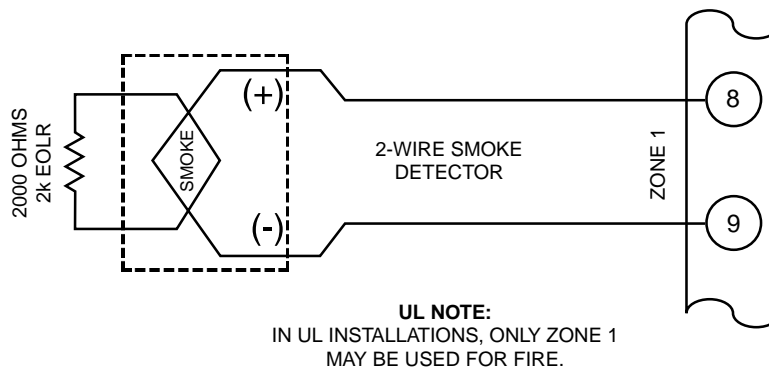 2000 OHMS
2k EOLR
SMOKE
(+)
(-)
2-WIRE SMOKE
DETECTOR
ZONE 1
8
9
UL NOTE:
IN UL INSTALLATIONS, ONLY ZONE 1
MAY BE USED FOR FIRE.